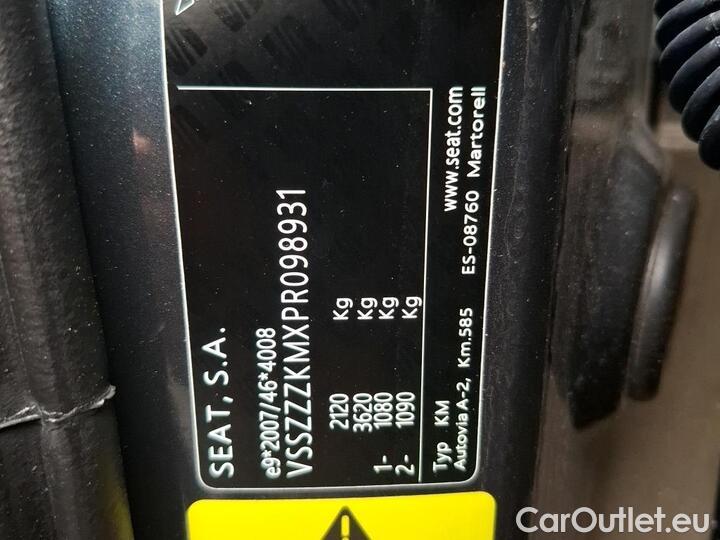 SEAT, S.A.
e9*2007/46*4008
VSSZZZKMXPR098931
2120 Kg
3620 Kg
1- 1080 Kg
2- 1090 Kg
Typ KM www.seat.com
Autovia A-2, Km.585 ES-08760 Martorell
CarOutlet.eu